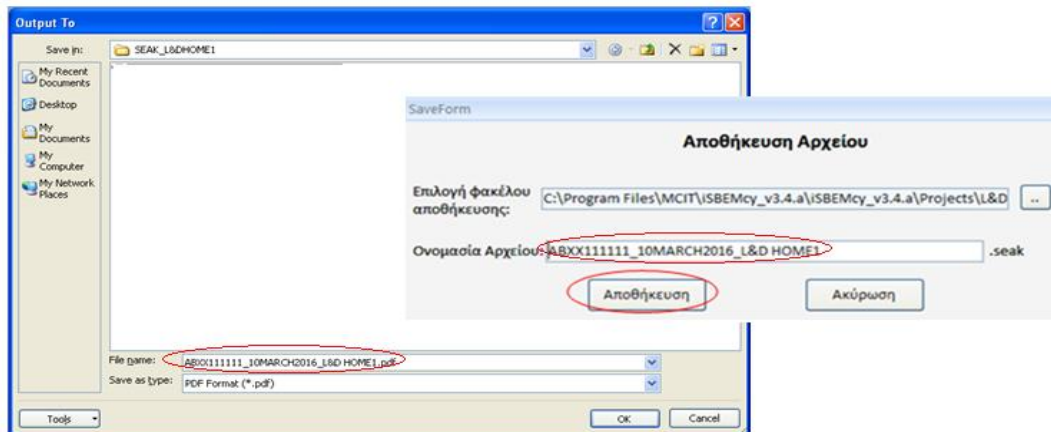 Output To
Save in:
SEAK_L&DHOME1
My Recent
Documents
Desktop
My
Documents
My
Computer
My Network
Places
File name:
ABXX111111_10MARCH2016_L&D HOME1.pdf
Save as type:
PDF Format (*.pdf)
Tools
OK
Cancel
SaveForm
Αποθήκευση Αρχείου
Επιλογή φακέλου
αποθήκευσης:
C:\Program Files\MCIT\iSBEMcy_v3.4.a\iSBEMcy_v3.4.a\Projects\L&D
..
Ονομασία Αρχείου:
ABXX111111_10MARCH2016_L&D HOME1
.seak
Αποθήκευση
Ακύρωση